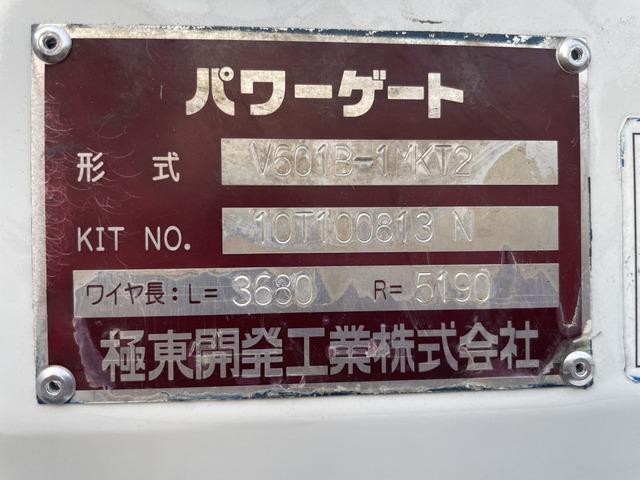 パワーゲート
形 式 V601B-1MKT2
KIT NO. 10T100813 N
ワイヤ長:L= 3680 R= 5190
極東開発工業株式会社